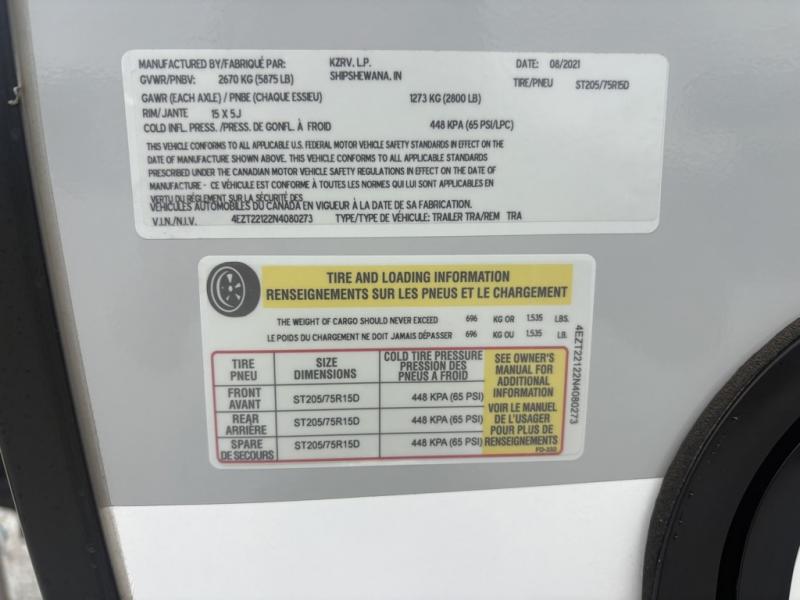 MANUFACTURED BY/FABRIQUÉ PAR: KZRV, L.P. DATE: 08/2021
GVWR/PNBV: 2670 KG (5875 LB) SHIPSHEWANA, IN TIRE/PNEU ST205/75R15D
GAWR (EACH AXLE) / PNBE (CHAQUE ESSIEU) 1273 KG (2800 LB)
RIM/JANTE 15 X 5J
COLD INFL. PRESS. /PRESS. DE GONFL. À FROID 448 KPA (65 PSI/LPC)
THIS VEHICLE CONFORMS TO ALL APPLICABLE U.S. FEDERAL MOTOR VEHICLE SAFETY STANDARDS IN EFFECT ON THE
DATE OF MANUFACTURE SHOWN ABOVE. THIS VEHICLE CONFORMS TO ALL APPLICABLE STANDARDS
PRESCRIBED UNDER THE CANADIAN MOTOR VEHICLE SAFETY REGULATIONS IN EFFECT ON THE DATE OF
MANUFACTURE - CE VÉHICULE EST CONFORME À TOUTES LES NORMES QUI LUI SONT APPLICABLES EN
VERTU DU RÈGLEMENT SUR LA SÉCURITÉ DES
VÉHICULES AUTOMOBILES DU CANADA EN VIGUEUR À LA DATE DE SA FABRICATION.
V.I.N./N.I.V. 4EZT22122N4080273 TYPE/TYPE DE VÉHICULE: TRAILER TRA/REM TRA
TIRE AND LOADING INFORMATION
RENSEIGNEMENTS SUR LES PNEUS ET LE CHARGEMENT
THE WEIGHT OF CARGO SHOULD NEVER EXCEED 696 KG OR 1,535 LBS.
LE POIDS DU CHARGEMENT NE DOIT JAMAIS DÉPASSER 696 KG OU 1,535 LB.
TIRE
PNEU
SIZE
DIMENSIONS
COLD TIRE PRESSURE
PRESSION DES
PNEUS A FROID
FRONT
AVANT
ST205/75R15D
448 KPA (65 PSI)
REAR
ARRIÈRE
ST205/75R15D
448 KPA (65 PSI)
SPARE
DE SECOURS
ST205/75R15D
448 KPA (65 PSI)
SEE OWNER'S
MANUAL FOR
ADDITIONAL
INFORMATION
VOIR LE MANUEL
DE L'USAGER
POUR PLUS DE
RENSEIGNEMENTS
4EZT22122N4080273